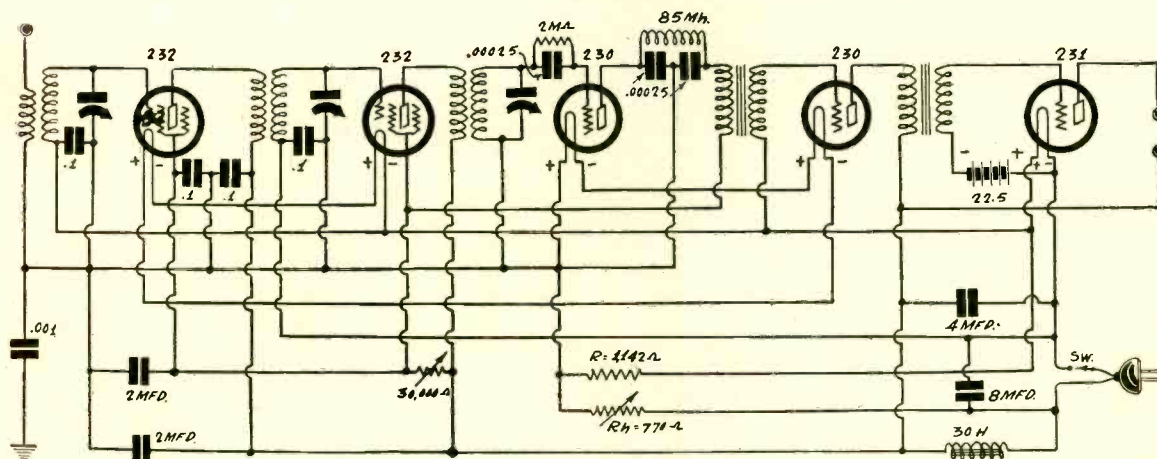 232
232
.00025
2MΩ
230
85Mh.
.00025
230
231
+
-
.1
.1
.1
+
-
.1
+
-
+
-
-
+
+
-
22.5
.001
2MFD.
2MFD.
30,000Ω
R=1142Ω
Rh=770Ω
4MFD.
SW.
8MFD.
30H